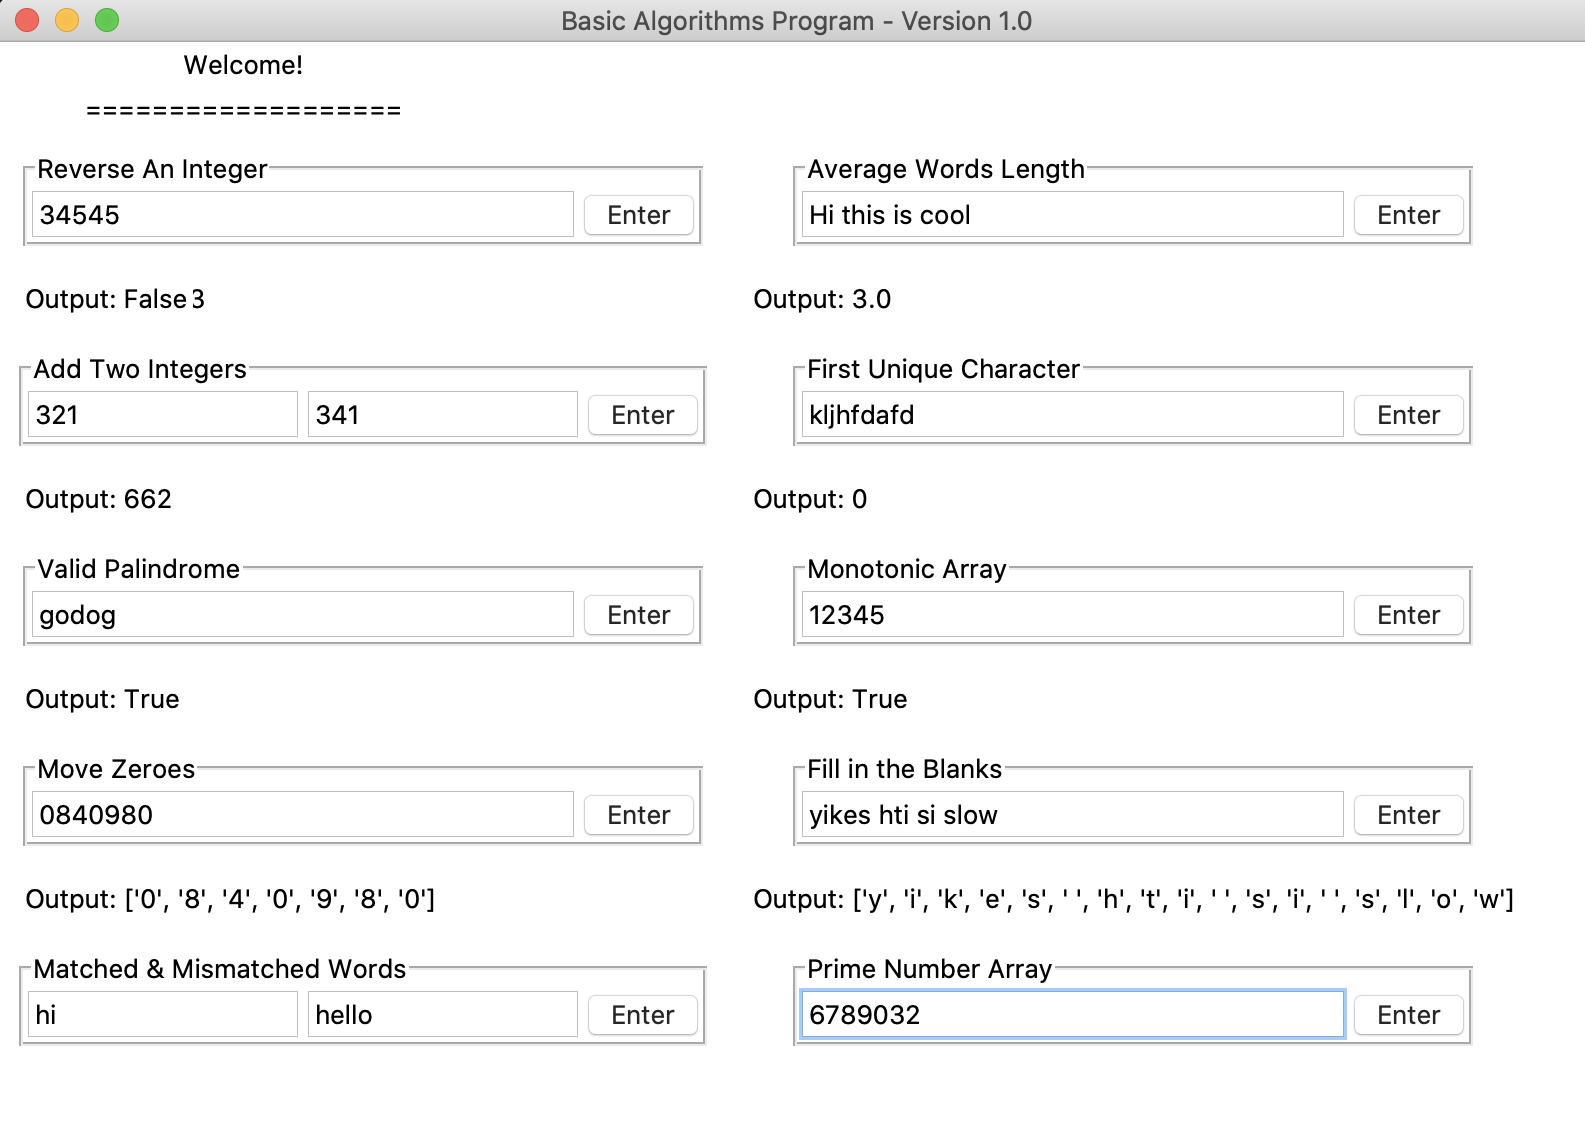 Basic Algorithms Program - Version 1.0
Welcome!
===================
Reverse An Integer
34545 Enter
Output: False 3
Add Two Integers
321 341 Enter
Output: 662
Valid Palindrome
godog Enter
Output: True
Move Zeroes
0840980 Enter
Output: ['0', '8', '4', '0', '9', '8', '0']
Matched & Mismatched Words
hi hello Enter
Average Words Length
Hi this is cool Enter
Output: 3.0
First Unique Character
kljhfdafd Enter
Output: 0
Monotonic Array
12345 Enter
Output: True
Fill in the Blanks
yikes hti si slow Enter
Output: ['y', 'i', 'k', 'e', 's', ' ', 'h', 't', 'i', ' ', 's', 'i', ' ', 's', 'l', 'o', 'w']
Prime Number Array
6789032 Enter